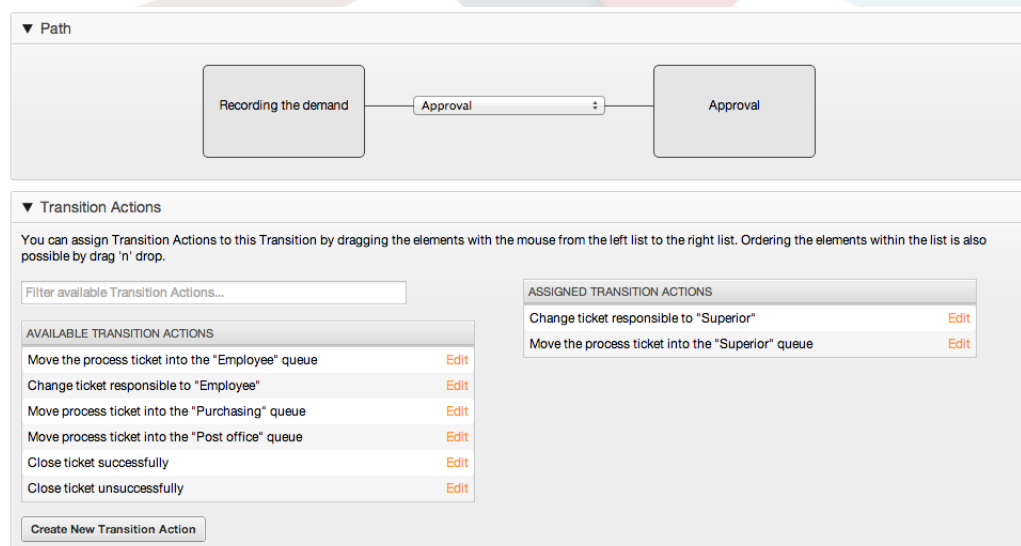 ▼ Path
Recording the demand
Approval
Approval
▼ Transition Actions
You can assign Transition Actions to this Transition by dragging the elements with the mouse from the left list to the right list. Ordering the elements within the list is also
possible by drag 'n' drop.
Filter available Transition Actions...
AVAILABLE TRANSITION ACTIONS
Move the process ticket into the "Employee" queue Edit
Change ticket responsible to "Employee" Edit
Move process ticket into the "Purchasing" queue Edit
Move process ticket into the "Post office" queue Edit
Close ticket successfully Edit
Close ticket unsuccessfully Edit
Create New Transition Action
ASSIGNED TRANSITION ACTIONS
Change ticket responsible to "Superior" Edit
Move the process ticket into the "Superior" queue Edit